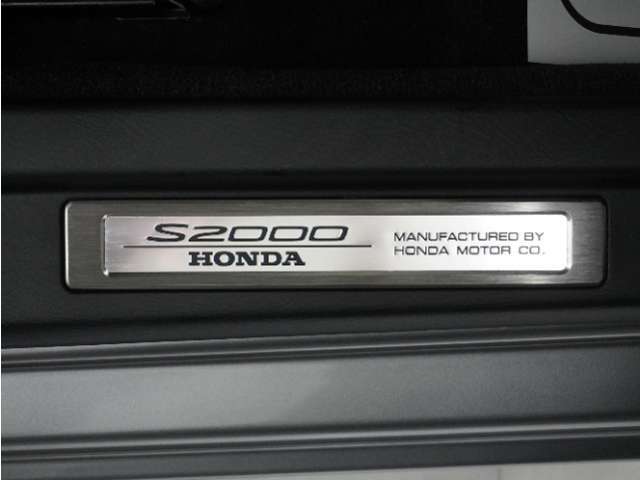 S2000
HONDA
MANUFACTURED BY
HONDA MOTOR CO.